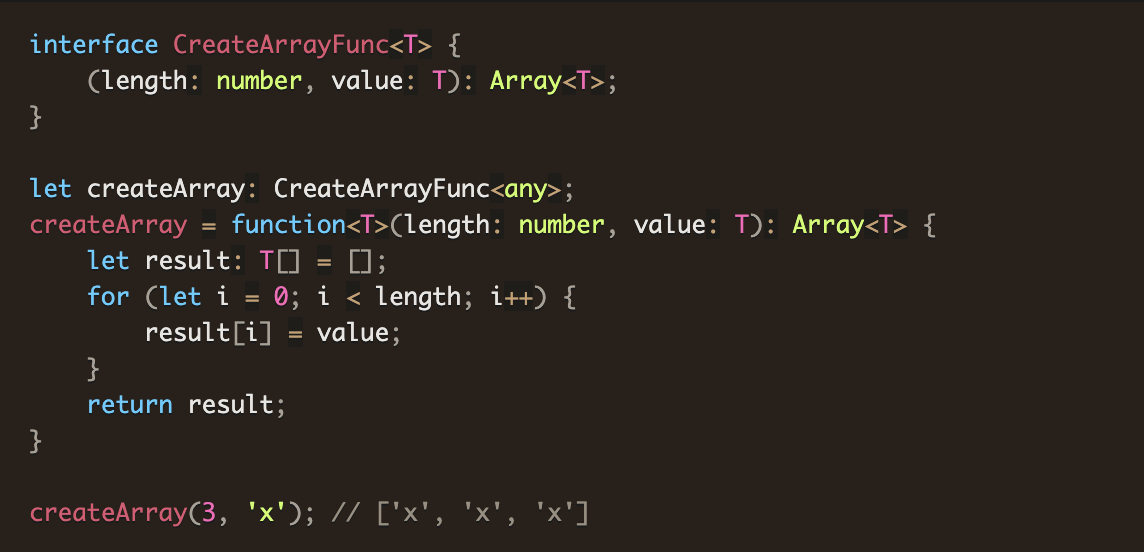 interface CreateArrayFunc<T> {
    (length: number, value: T): Array<T>;
}

let createArray: CreateArrayFunc<any>;
createArray = function<T>(length: number, value: T): Array<T> {
    let result: T[] = [];
    for (let i = 0; i < length; i++) {
        result[i] = value;
    }
    return result;
}

createArray(3, 'x'); // ['x', 'x', 'x']